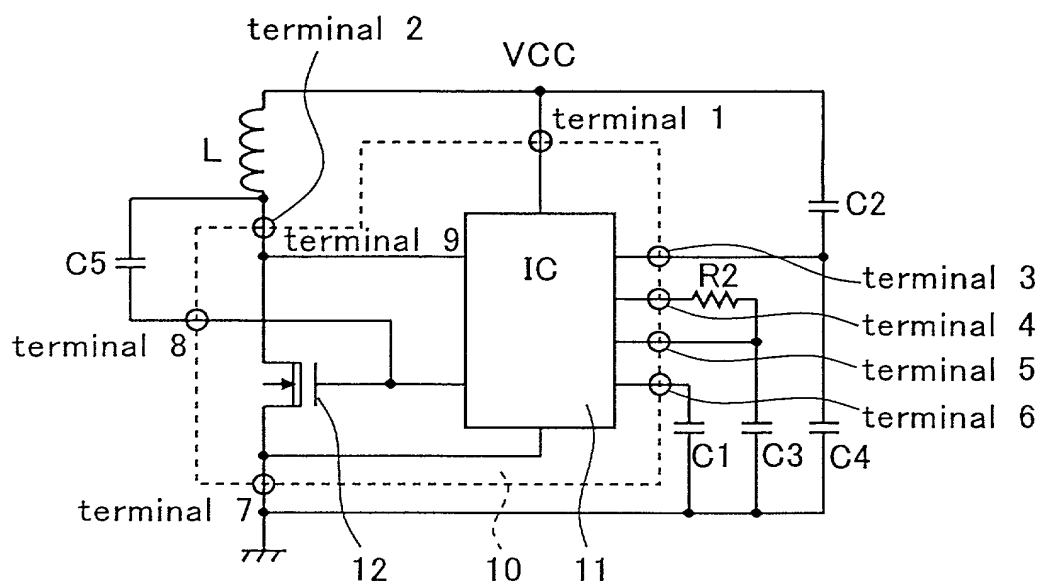 terminal 2
VCC
terminal 1
L
C2
terminal 9
C5
IC
R2
terminal 3
terminal 4
terminal 8
terminal 5
terminal 6
C1
C3
C4
terminal 7
12
10
11